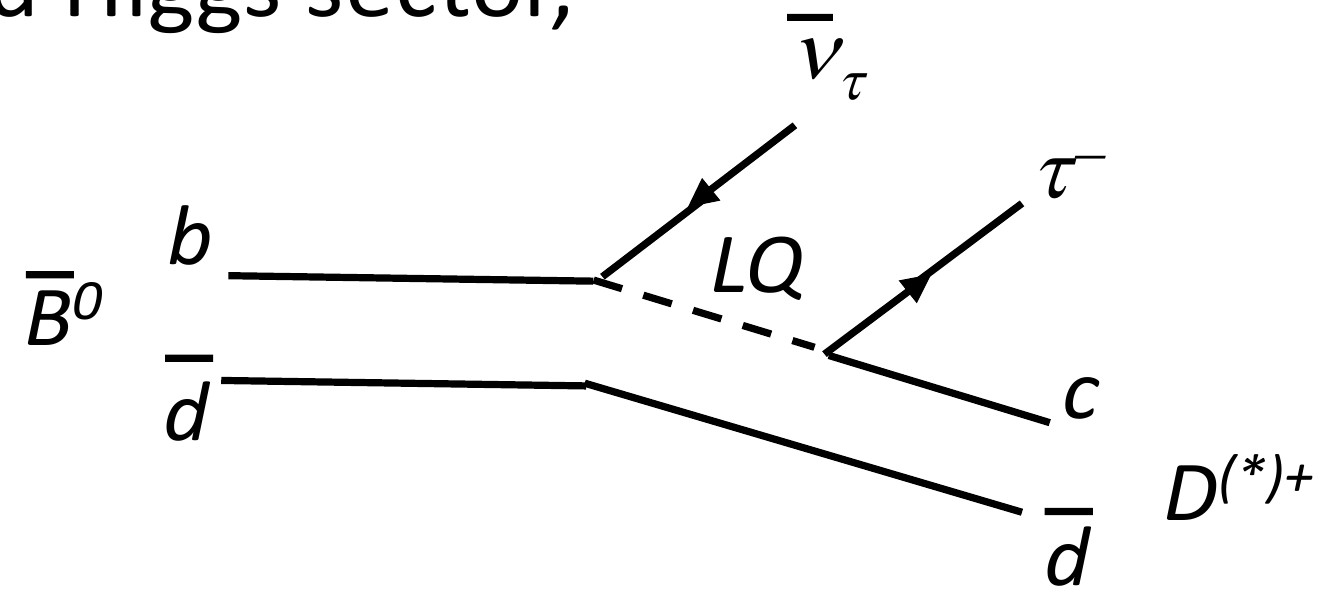 Higgs sector,
ν̅τ
τ⁻
b
LQ
B̅⁰
d̅
c
D⁽*⁾⁺
d̅